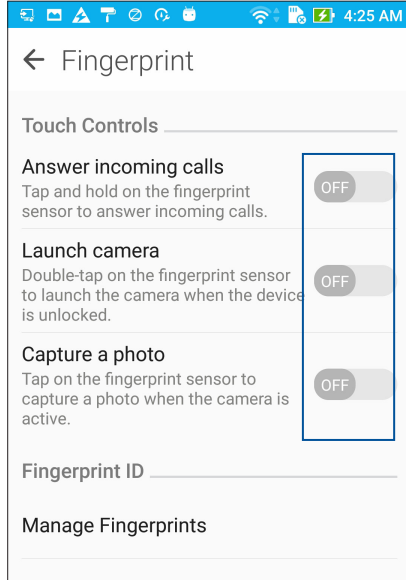 4:25 AM
Fingerprint
Touch Controls
Answer incoming calls
Tap and hold on the fingerprint
sensor to answer incoming calls.
OFF
Launch camera
Double-tap on the fingerprint sensor
to launch the camera when the device
is unlocked.
OFF
Capture a photo
Tap on the fingerprint sensor to
capture a photo when the camera is
active.
OFF
Fingerprint ID
Manage Fingerprints